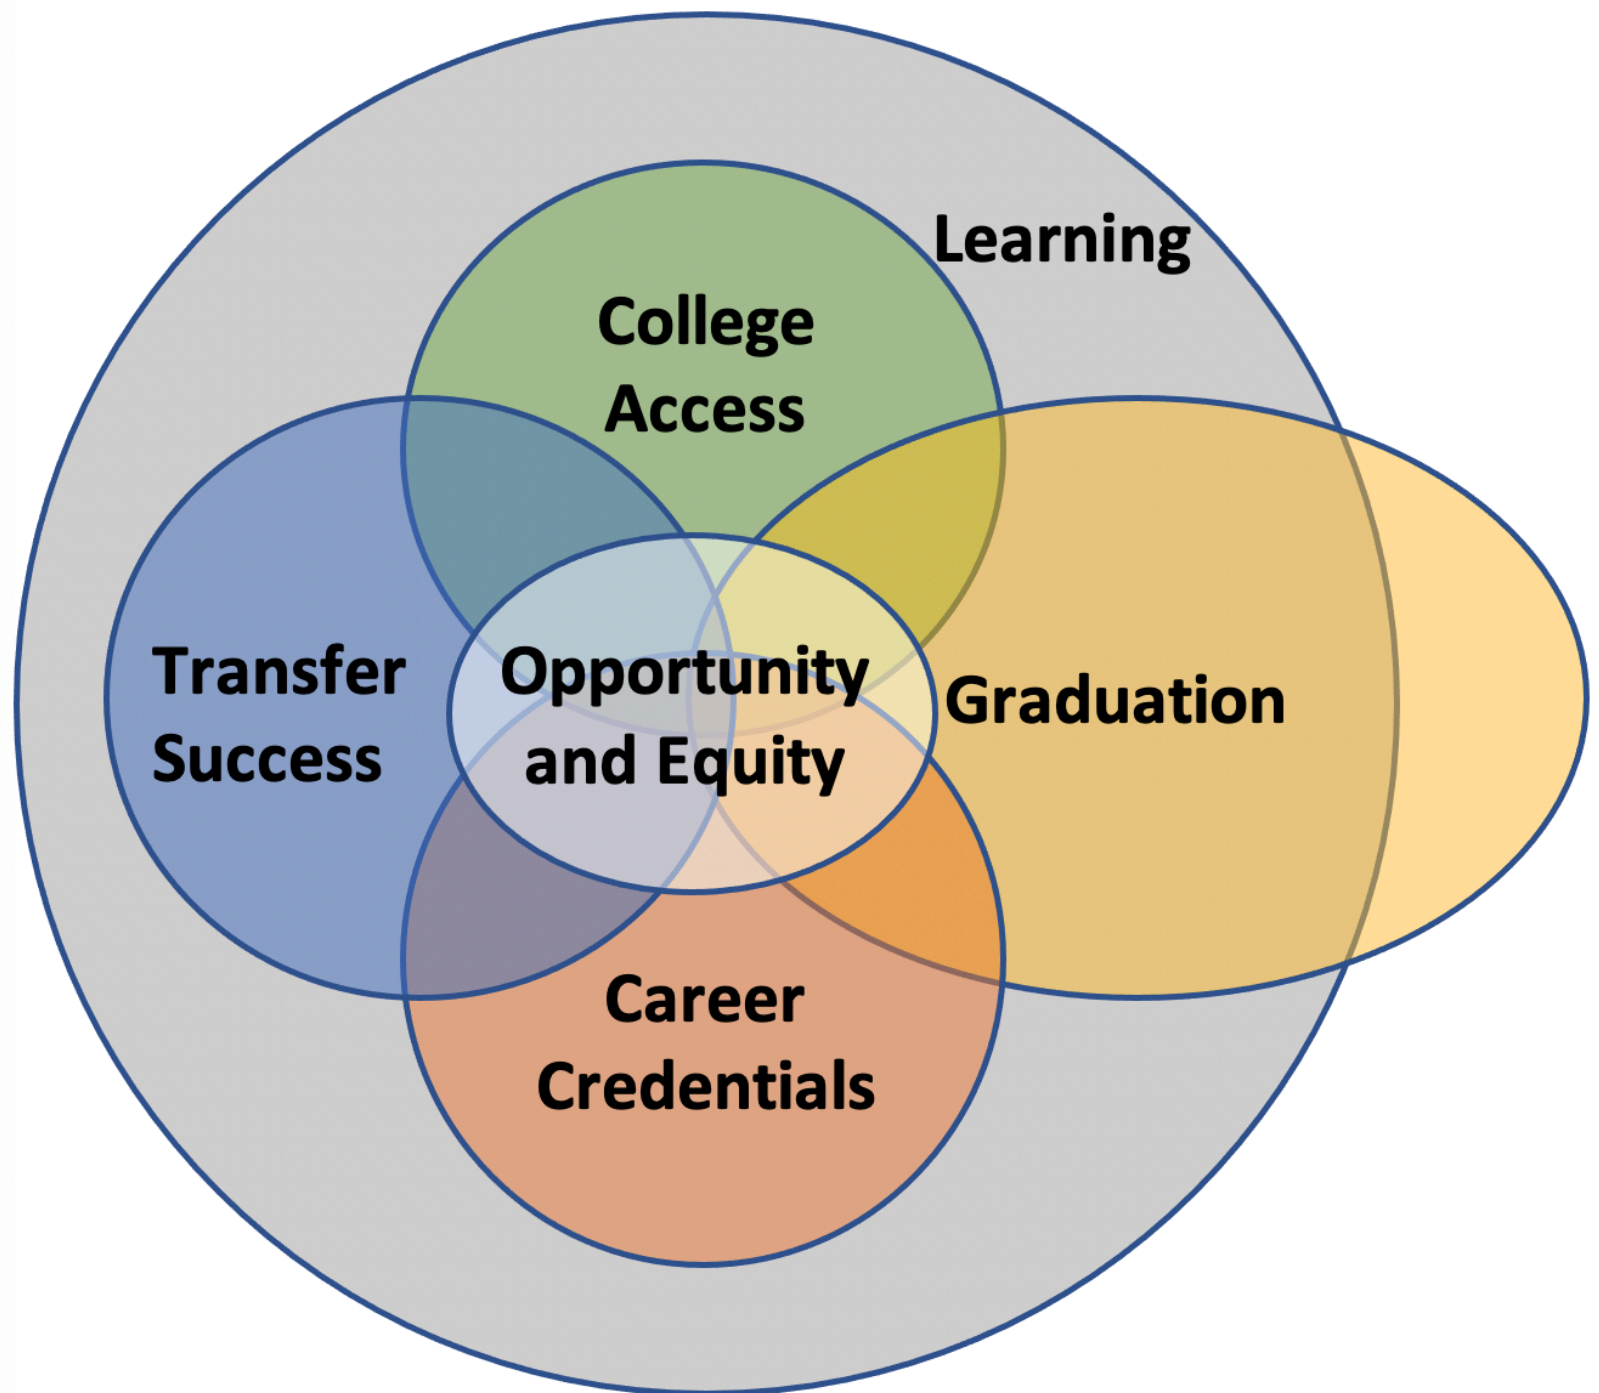 Learning
College
Access
Transfer
Success
Opportunity
and Equity
Graduation
Career
Credentials